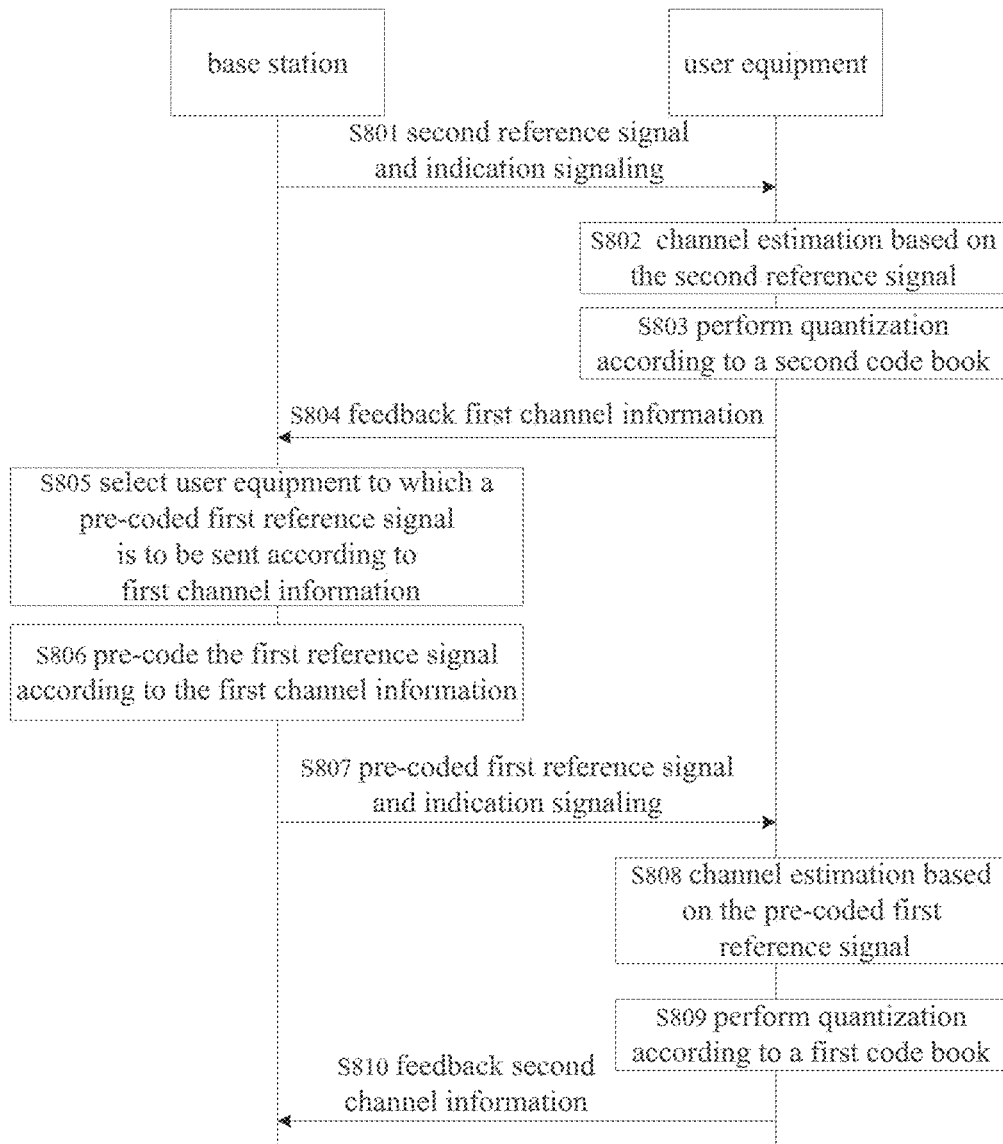 base station
user equipment
S801 second reference signal
and indication signaling
S802 channel estimation based on
the second reference signal
S803 perform quantization
according to a second code book
S804 feedback first channel information
S805 select user equipment to which a
pre-coded first reference signal
is to be sent according to
first channel information
S806 pre-code the first reference signal
according to the first channel information
S807 pre-coded first reference signal
and indication signaling
S808 channel estimation based
on the pre-coded first
reference signal
S809 perform quantization
according to a first code book
S810 feedback second
channel information